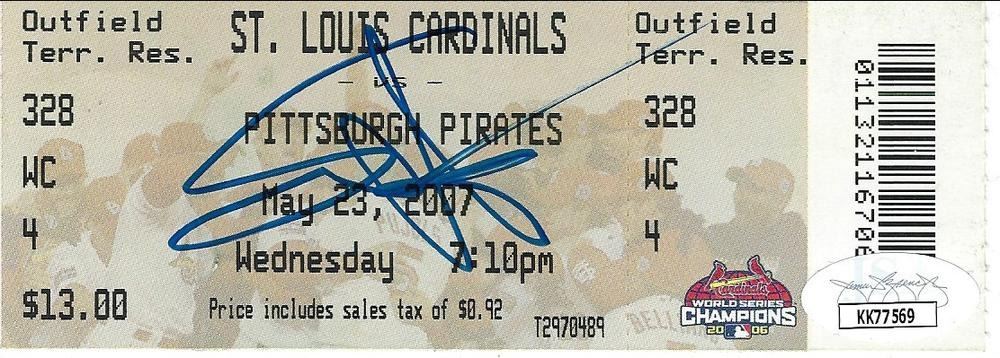 Outfield
Terr. Res.
328
WC
4
$13.00
ST. LOUIS CARDINALS
- VS -
PITTSBURGH PIRATES
May 23, 2007
Wednesday 7:10pm
Price includes sales tax of $0.92
T2970489
Outfield
Terr. Res.
328
WC
4
Cardinals
WORLD SERIES
CHAMPIONS
2006
KK77569